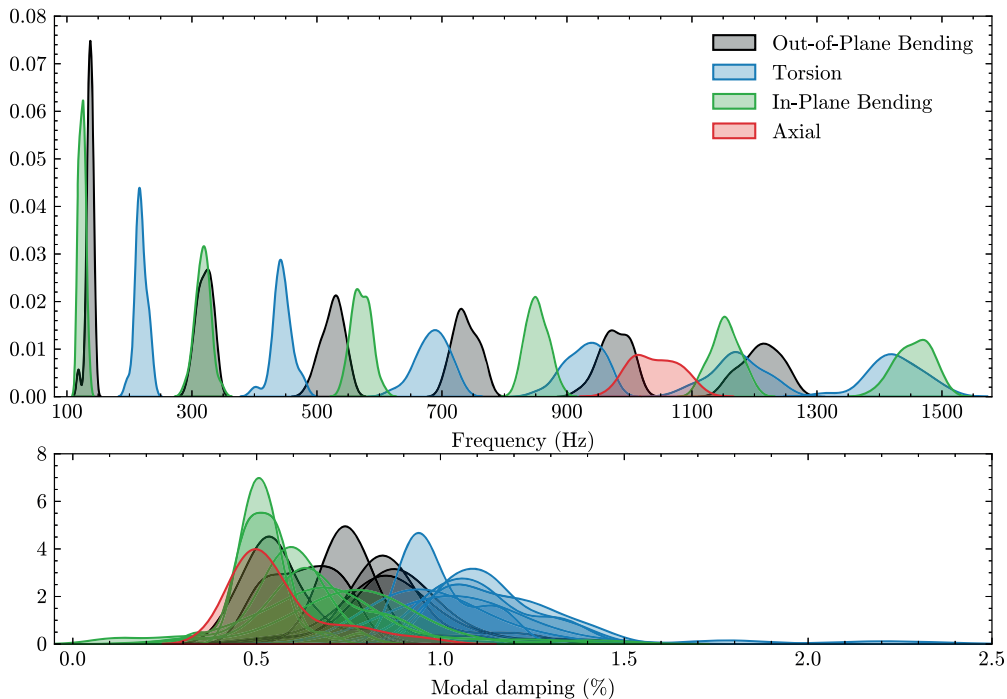 0.08
Out-of-Plane Bending
0.07
Torsion
0.06
In-Plane Bending
Axial
0.05
0.04
0.03
0.02
0.01
0.00
100 300 500 700 900 1100 1300 1500
Frequency (Hz)
8
6
4
2
0
0.0 0.5 1.0 1.5 2.0 2.5
Modal damping (%)